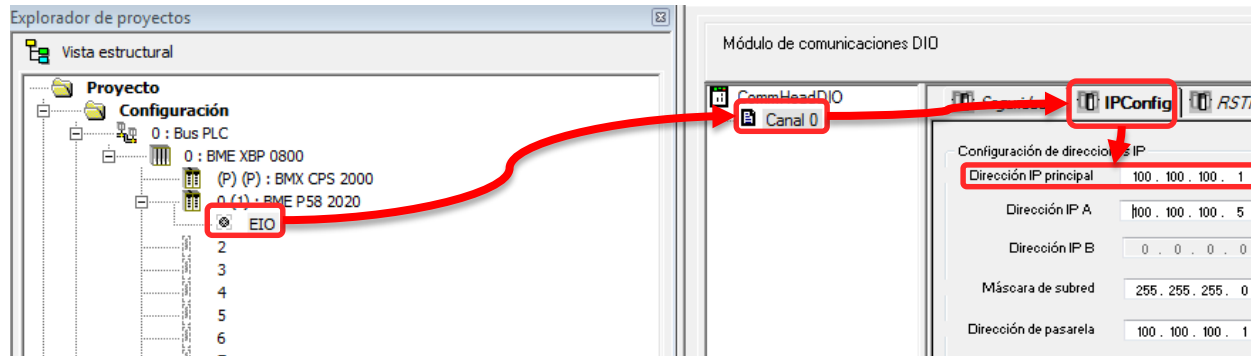 Explorador de proyectos
Vista estructural
Proyecto
Configuración
0 : Bus PLC
0 : BME XBP 0800
(P) (P) : BMX CPS 2000
0 (1) : BME P58 2020
EIO
2
3
4
5
6
Módulo de comunicaciones DIO
CommHeadDIO
Canal 0
IPConfig
Configuración de direcciones IP
Dirección IP principal 100 . 100 . 100 . 1
Dirección IP A 100 . 100 . 100 . 5
Dirección IP B 0 . 0 . 0 . 0
Máscara de subred 255 . 255 . 255 . 0
Dirección de pasarela 100 . 100 . 100 . 1